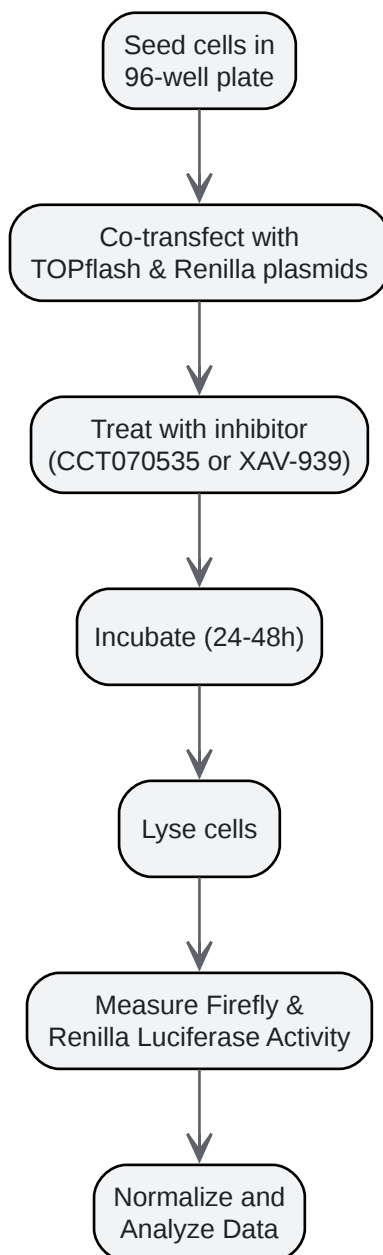 Seed cells in
96-well plate
Co-transfect with
TOPflash & Renilla plasmids
Treat with inhibitor
(CCT070535 or XAV-939)
Incubate (24-48h)
Lyse cells
Measure Firefly &
Renilla Luciferase Activity
Normalize and
Analyze Data